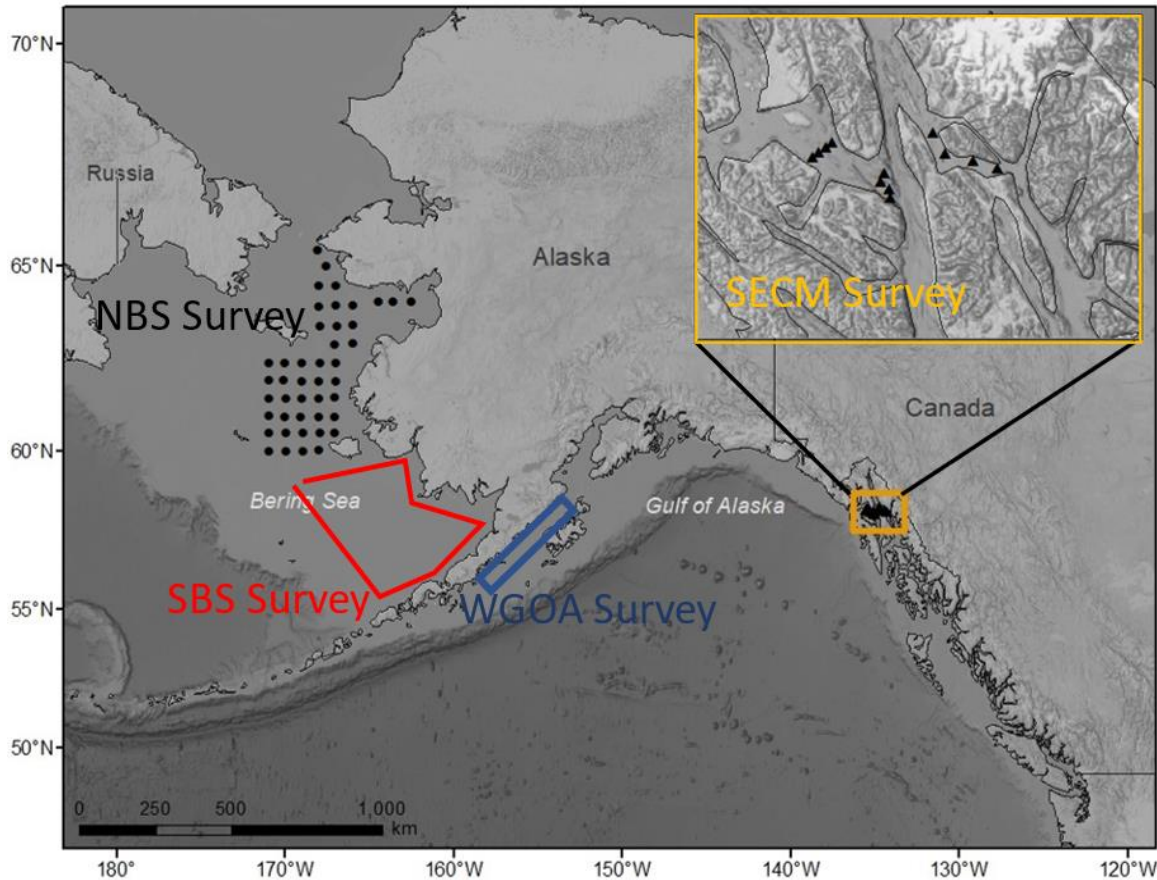 70°N
Russia
65°N
Alaska
NBS Survey
SECM Survey
Canada
60°N
Bering Sea
Gulf of Alaska
SBS Survey
WGOA Survey
55°N
50°N
0 250 500 1,000
km
180° 170°W 160°W 150°W 140°W 130°W 120°W